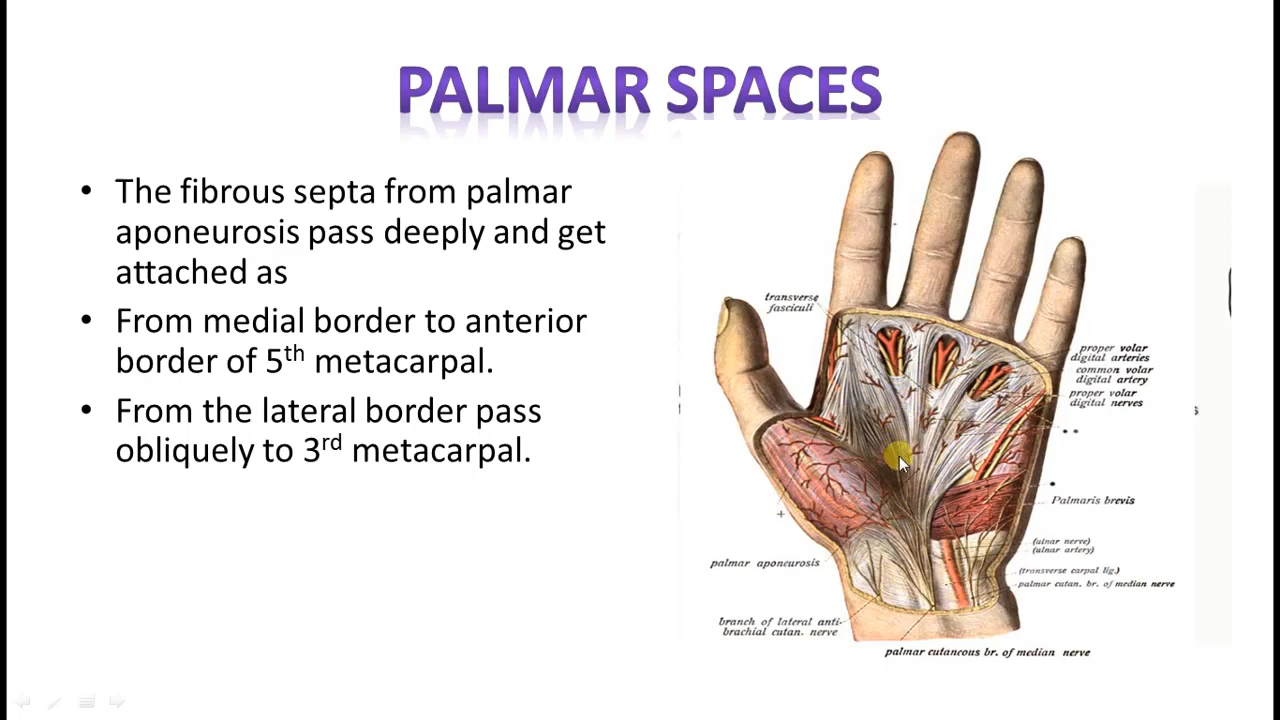 PALMAR SPACES
• The fibrous septa from palmar
aponeurosis pass deeply and get
attached as
• From medial border to anterior
border of 5th metacarpal.
• From the lateral border pass
obliquely to 3rd metacarpal.
transverse
fasciculi
proper volar
digital arteries
common volar
digital artery
proper volar
digital nerves
Palmaris brevis
(ulnar nerve)
(ulnar artery)
(transverse carpal lig.)
palmar cutan. br. of median nerve
palmar aponeurosis
branch of lateral anti-
brachial cutan. nerve
palmar cutaneous br. of median nerve